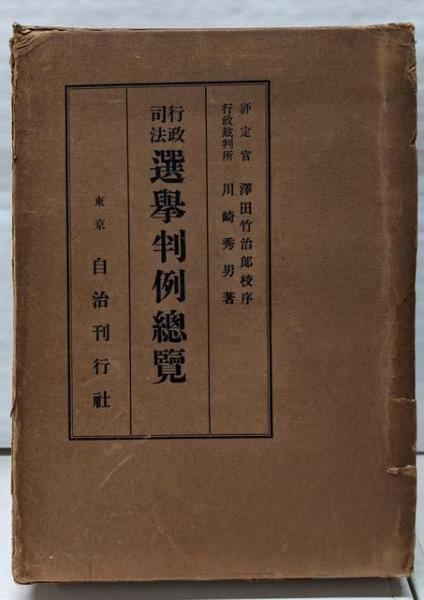 評定官 澤田竹治郎校序
行政裁判所 川崎秀男著
行政
司法
選擧判例總覽
東京 自治刊行社